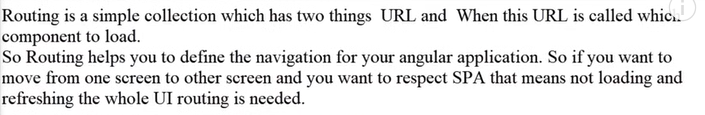 Routing is a simple collection which has two things URL and When this URL is called which
component to load.
So Routing helps you to define the navigation for your angular application. So if you want to
move from one screen to other screen and you want to respect SPA that means not loading and
refreshing the whole UI routing is needed.